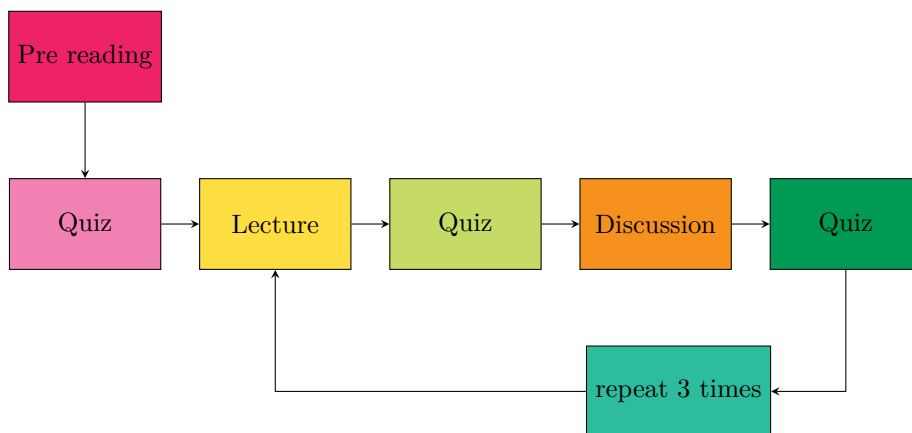 Pre reading
Quiz
Lecture
Quiz
Discussion
Quiz
repeat 3 times